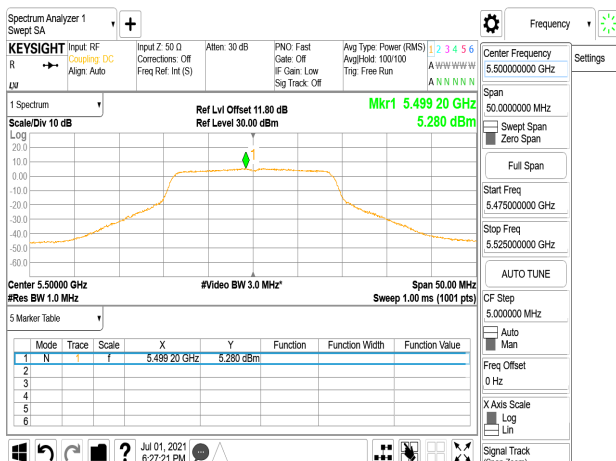 Spectrum Analyzer 1
Swept SA
Frequency
KEYSIGHT
R
LXI
Input: RF
Coupling: DC
Align: Auto
Input Z: 50 Ω
Corrections: Off
Freq Ref: Int (S)
Atten: 30 dB
PNO: Fast
Gate: Off
IF Gain: Low
Sig Track: Off
Avg Type: Power (RMS)
Avg|Hold: 100/100
Trig: Free Run
1 2 3 4 5 6
A W W W W W
A N N N N N
1 Spectrum
Scale/Div 10 dB
Ref Lvl Offset 11.80 dB
Ref Level 30.00 dBm
Mkr1 5.499 20 GHz
5.280 dBm
Log
20.0
10.0
0.00
-10.0
-20.0
-30.0
-40.0
-50.0
-60.0
1
Center 5.50000 GHz
#Res BW 1.0 MHz
#Video BW 3.0 MHz*
Span 50.00 MHz
Sweep 1.00 ms (1001 pts)
5 Marker Table
Mode Trace Scale X Y Function Function Width Function Value
1 N 1 f 5.499 20 GHz 5.280 dBm
2
3
4
5
6
Jul 01, 2021
6:27:21 PM
Center Frequency
5.500000000 GHz
Settings
Span
50.0000000 MHz
Swept Span
Zero Span
Full Span
Start Freq
5.475000000 GHz
Stop Freq
5.525000000 GHz
AUTO TUNE
CF Step
5.000000 MHz
Auto
Man
Freq Offset
0 Hz
X Axis Scale
Log
Lin
Signal Track